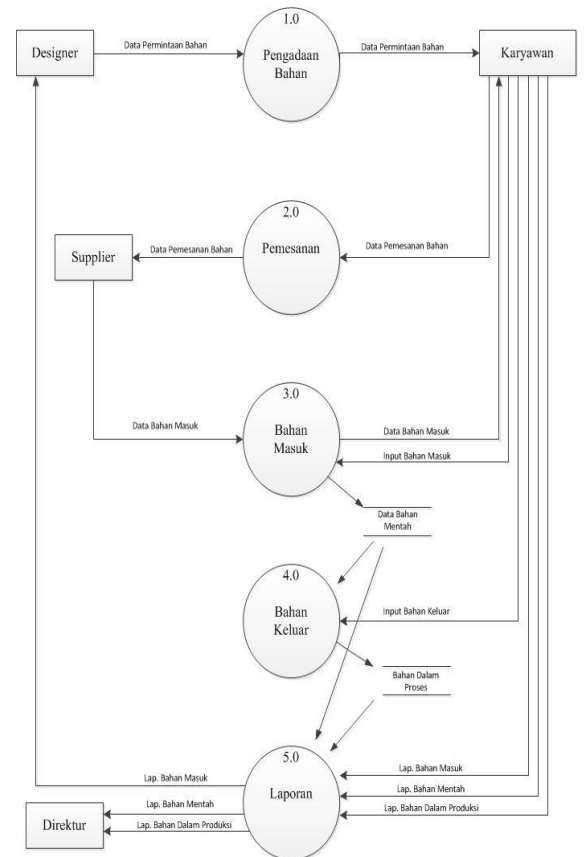 1.0
Designer
Data Permintaan Bahan
Pengadaan
Bahan
Data Permintaan Bahan
Karyawan
2.0
Supplier
Data Pemesanan Bahan
Pemesanan
Data Pemesanan Bahan
3.0
Data Bahan Masuk
Bahan
Masuk
Data Bahan Masuk
Input Bahan Masuk
Data Bahan
Mentah
4.0
Bahan
Keluar
Input Bahan Keluar
Bahan Dalam
Proses
5.0
Lap. Bahan Masuk
Laporan
Lap. Bahan Masuk
Lap. Bahan Mentah
Lap. Bahan Dalam Produksi
Direktur
Lap. Bahan Mentah
Lap. Bahan Dalam Produksi